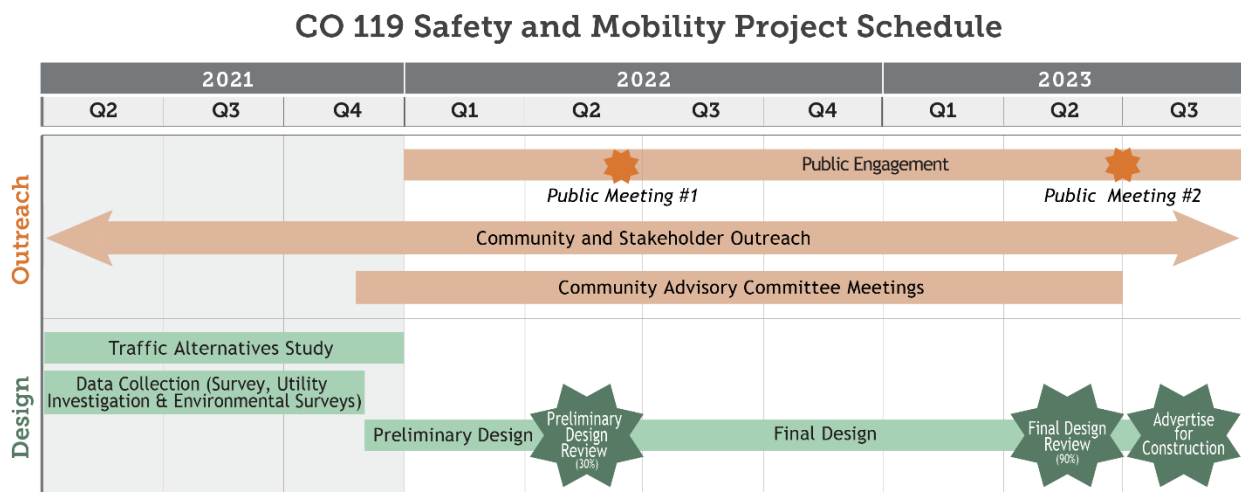 CO 119 Safety and Mobility Project Schedule
2021 2022 2023
Q2 Q3 Q4 Q1 Q2 Q3 Q4 Q1 Q2 Q3
Outreach
Public Engagement
Public Meeting #1
Public Meeting #2
Community and Stakeholder Outreach
Community Advisory Committee Meetings
Design
Traffic Alternatives Study
Data Collection (Survey, Utility
Investigation & Environmental Surveys)
Preliminary Design
Preliminary
Design
Review
(30%)
Final Design
Final Design
Review
(90%)
Advertise
for
Construction